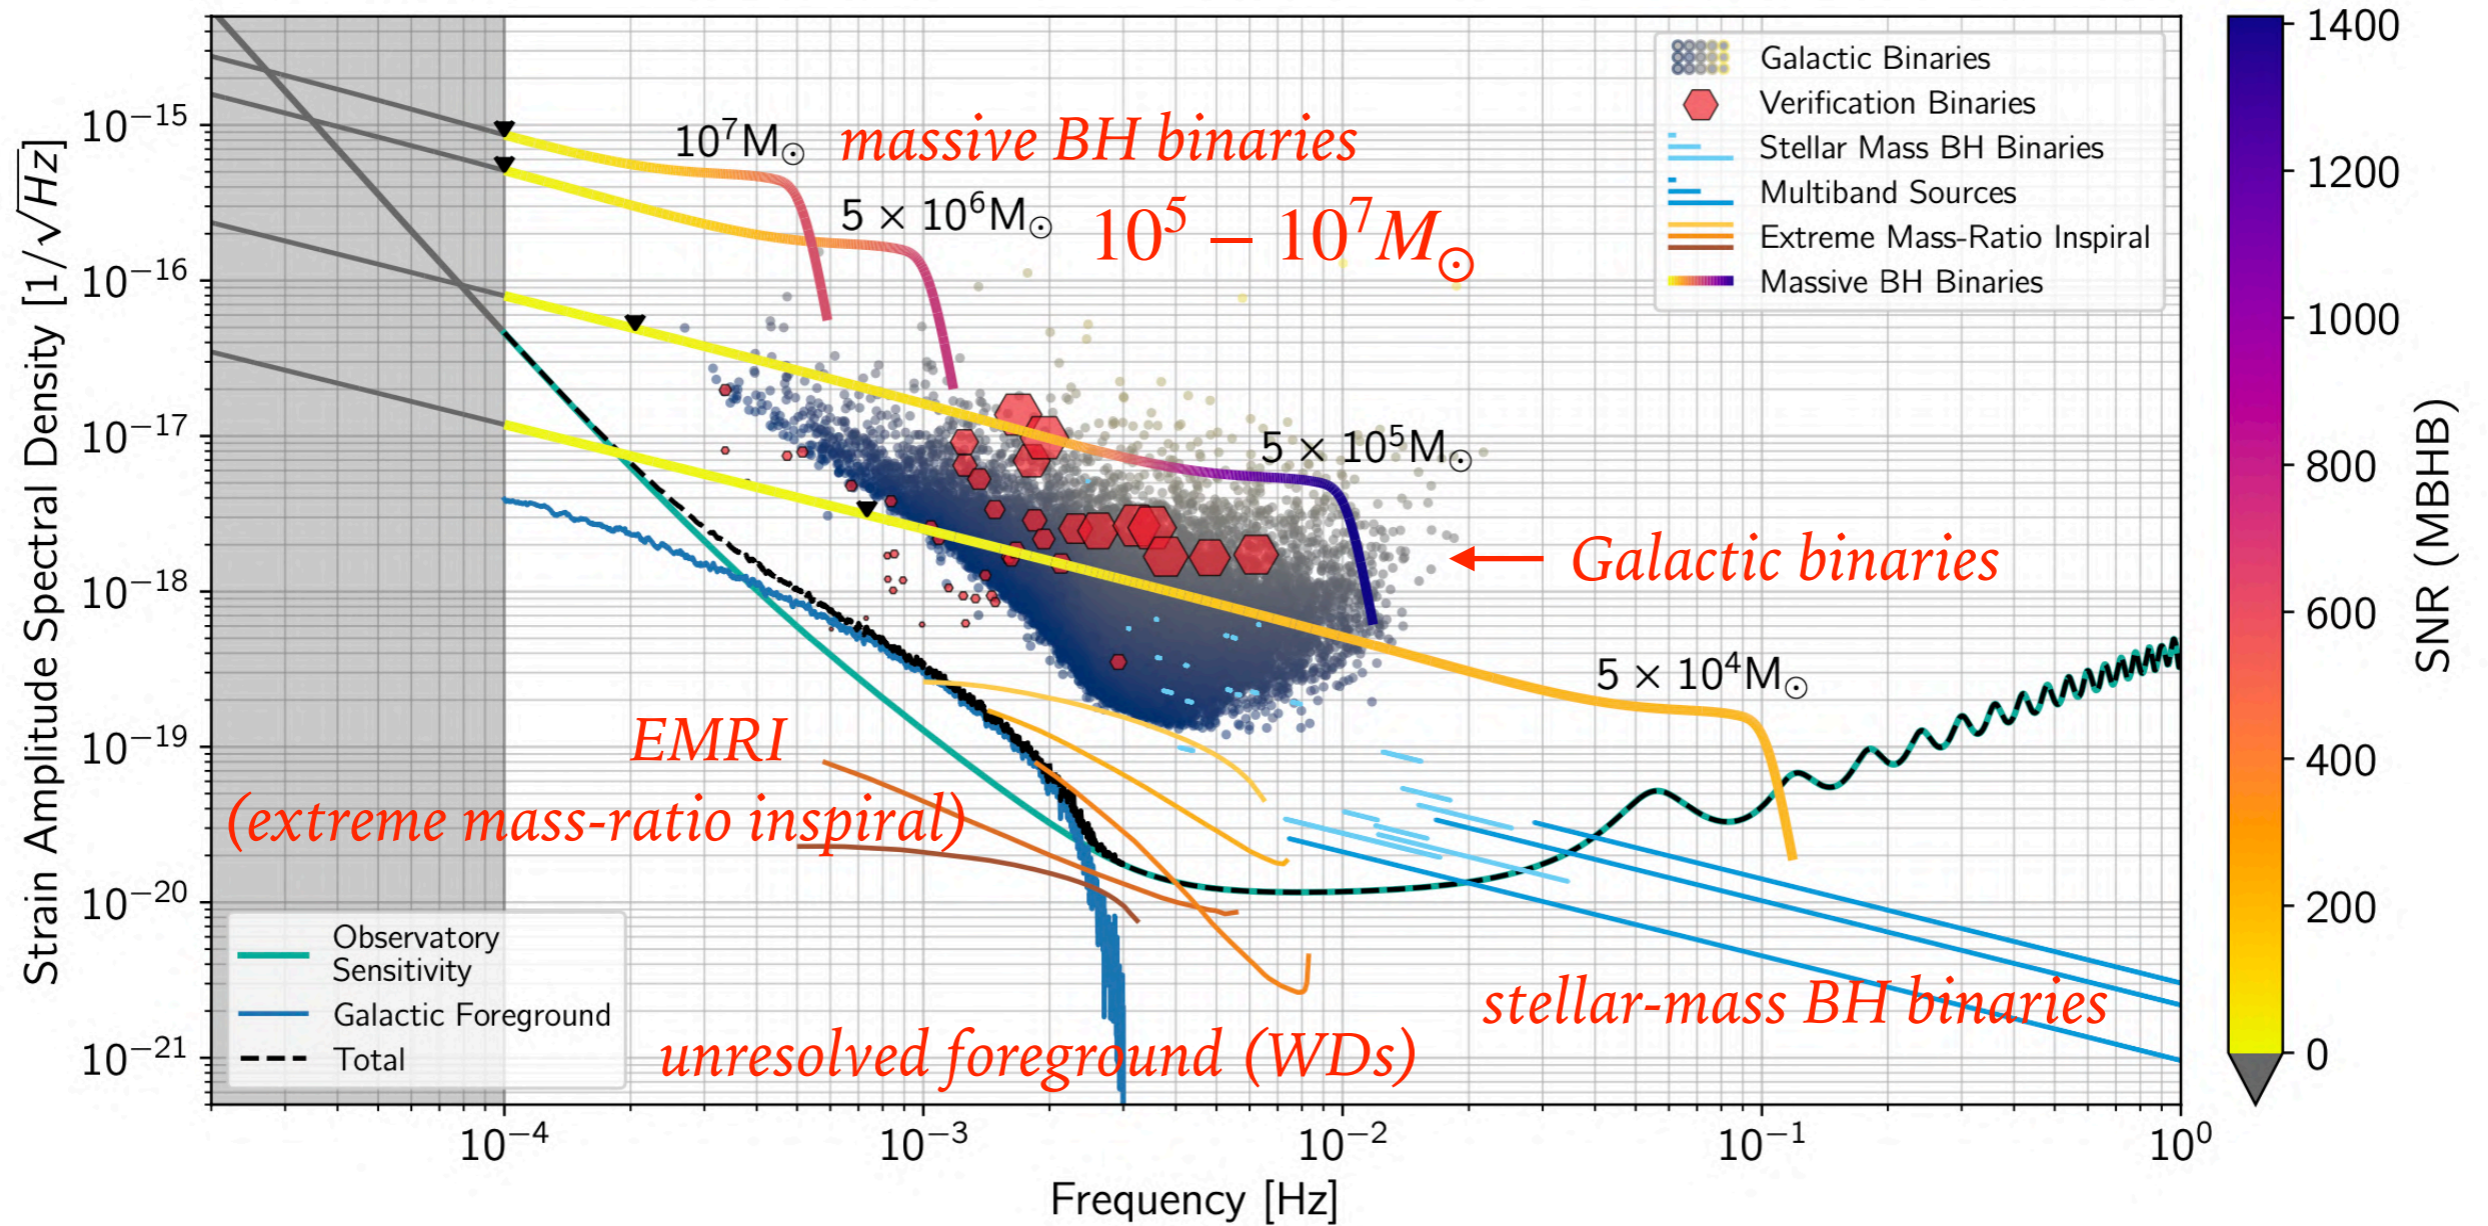 Strain Amplitude Spectral Density [1/√Hz]
10⁻¹⁵
10⁻¹⁶
10⁻¹⁷
10⁻¹⁸
10⁻¹⁹
10⁻²⁰
10⁻²¹
10⁷M☉
massive BH binaries
5 × 10⁶M☉
10⁵ – 10⁷M☉
Galactic Binaries
Verification Binaries
Stellar Mass BH Binaries
Multiband Sources
Extreme Mass-Ratio Inspiral
Massive BH Binaries
5 × 10⁵M☉
Galactic binaries
5 × 10⁴M☉
EMRI
(extreme mass-ratio inspiral)
stellar-mass BH binaries
unresolved foreground (WDs)
Observatory
Sensitivity
Galactic Foreground
Total
10⁻⁴
10⁻³
10⁻²
10⁻¹
10⁰
Frequency [Hz]
1400
1200
1000
800
600
400
200
0
SNR (MBHB)